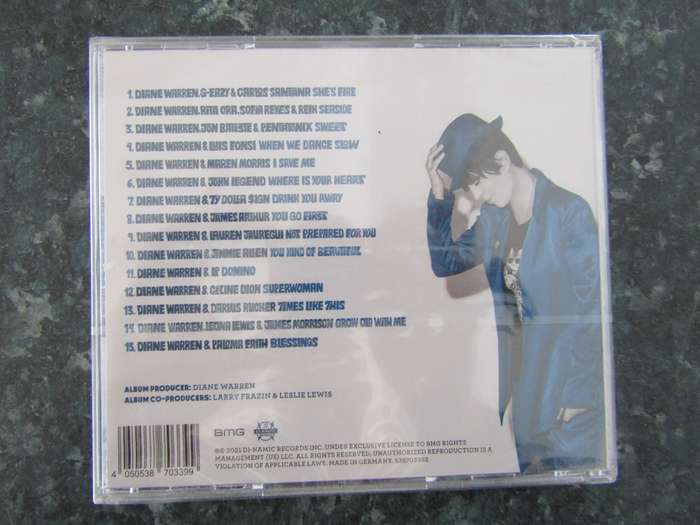 1. DIANE WARREN, G-EAZY & CARLOS SANTANA SHE'S FIRE
2. DIANE WARREN, RITA ORA, SOFIA REYES & REIK SEASIDE
3. DIANE WARREN, JON BATISTE & PENTATONIX SWEET
4. DIANE WARREN & LUIS FONSI WHEN WE DANCE SLOW
5. DIANE WARREN & MAREN MORRIS I SAVE ME
6. DIANE WARREN & JOHN LEGEND WHERE IS YOUR HEART
7. DIANE WARREN & TY DOLLA $IGN DRINK YOU AWAY
8. DIANE WARREN & JAMES ARTHUR YOU GO FIRST
9. DIANE WARREN & LAUREN JAUREGUI NOT PREPARED FOR YOU
10. DIANE WARREN & JIMMIE ALLEN YOU KIND OF BEAUTIFUL
11. DIANE WARREN & LP DOMINO
12. DIANE WARREN & CELINE DION SUPERWOMAN
13. DIANE WARREN & DARIUS RUCKER TIMES LIKE THIS
14. DIANE WARREN, LEONA LEWIS & JAMES MORRISON GROW OLD WITH ME
15. DIANE WARREN & PALOMA FAITH BLESSINGS
ALBUM PRODUCER: DIANE WARREN
ALBUM CO-PRODUCERS: LARRY FRAZIN & LESLIE LEWIS
BMG
℗© 2021 DI-NAMIC RECORDS INC. UNDER EXCLUSIVE LICENSE TO BMG RIGHTS
MANAGEMENT (US) LLC. ALL RIGHTS RESERVED. UNAUTHORIZED REPRODUCTION IS A
VIOLATION OF APPLICABLE LAWS. MADE IN GERMANY. 538703392
4 050538 703399